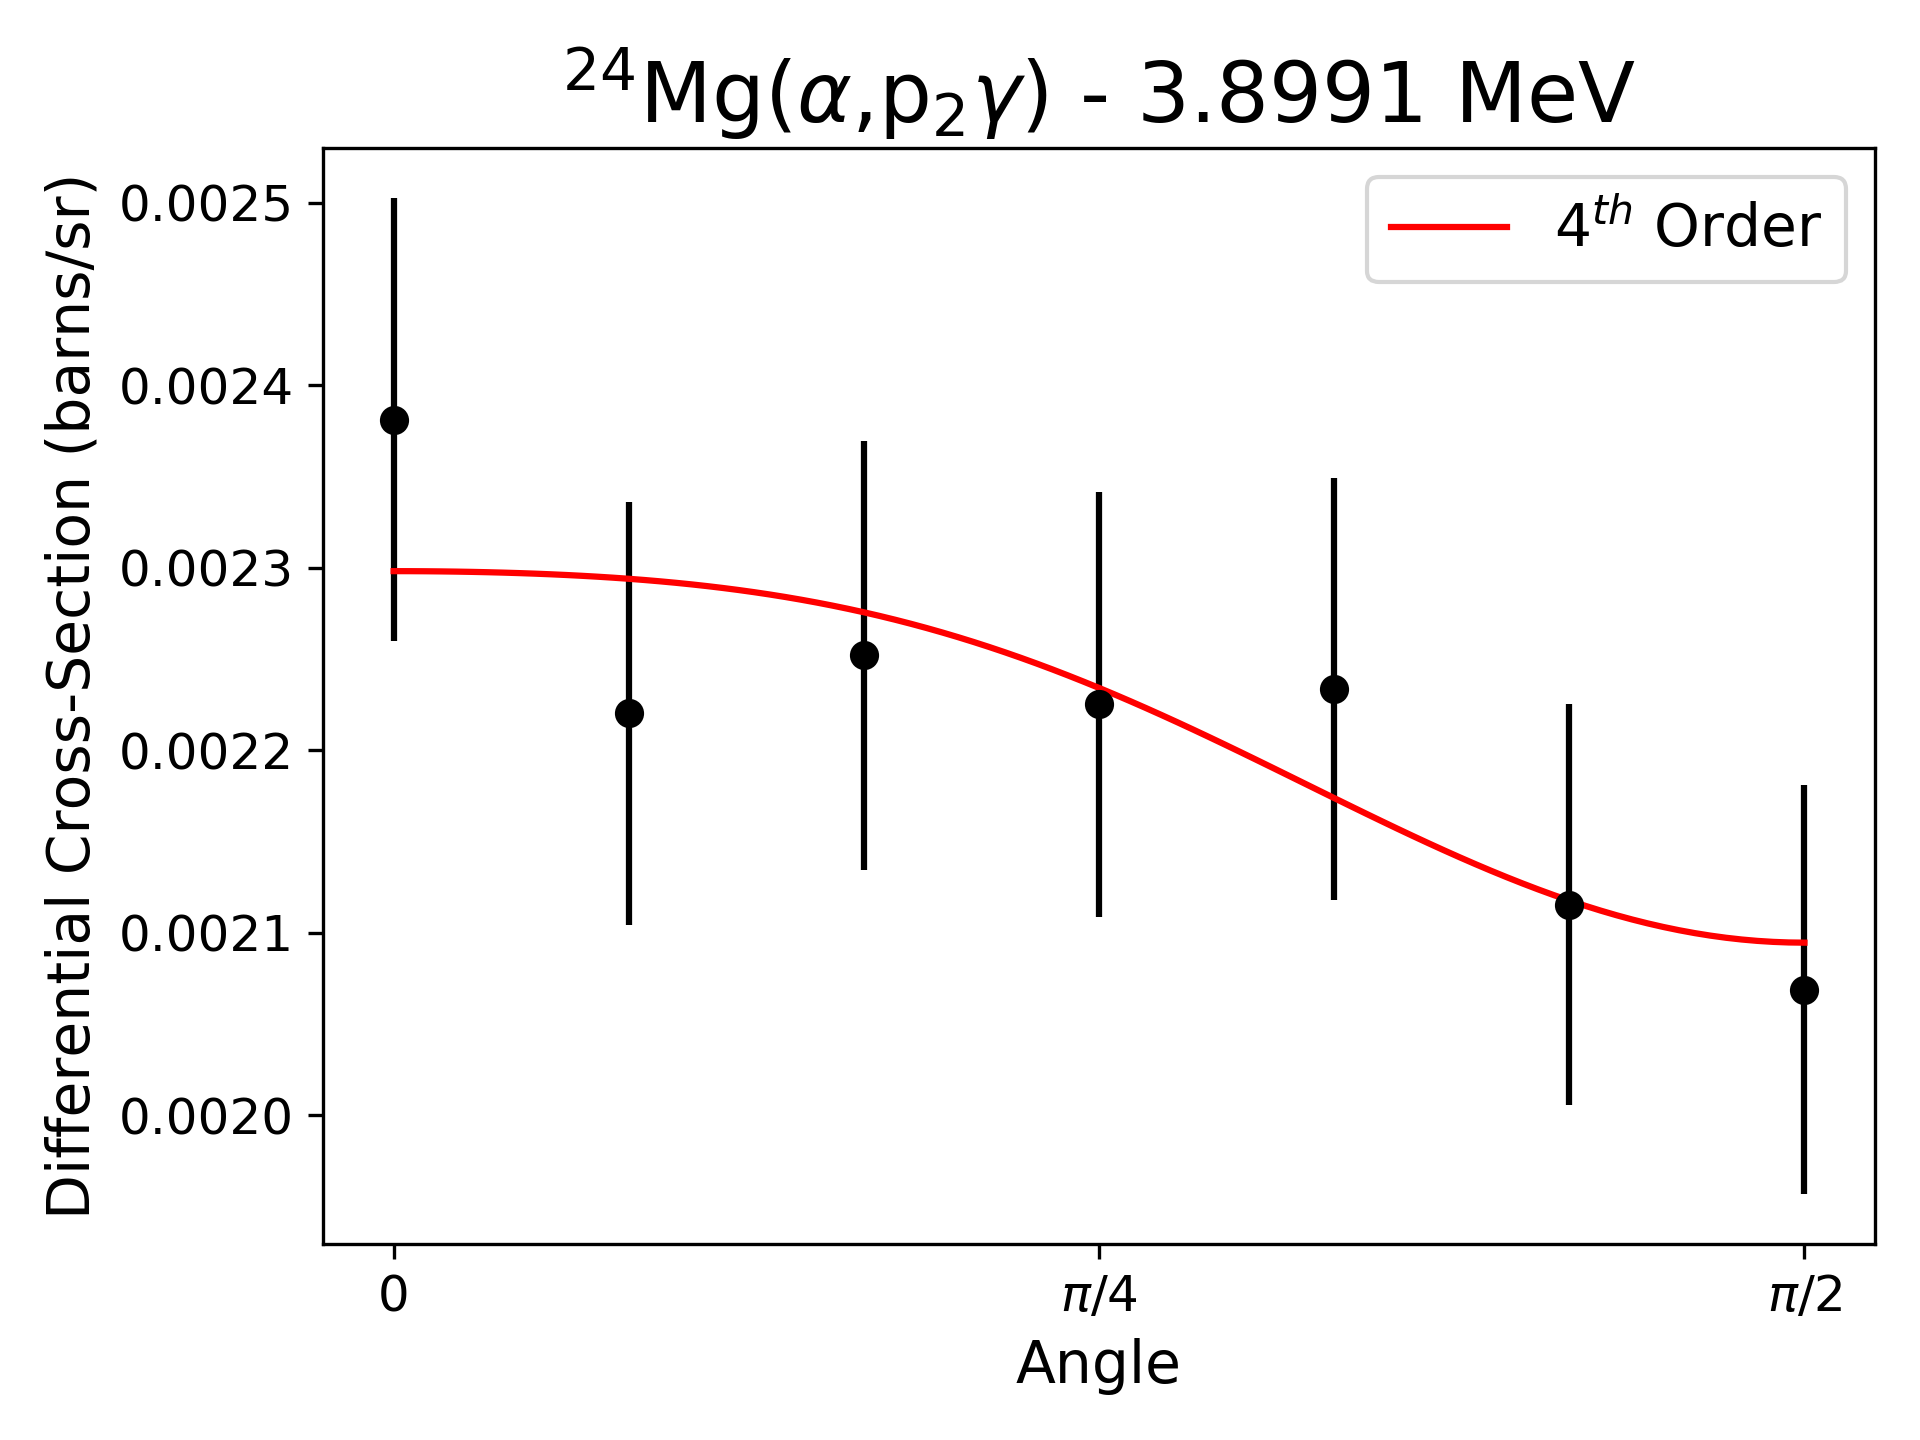 ²⁴Mg(α,p₂γ) - 3.8991 MeV
4ᵗʰ Order
Differential Cross-Section (barns/sr)
0.0025
0.0024
0.0023
0.0022
0.0021
0.0020
0 π/4 π/2
Angle